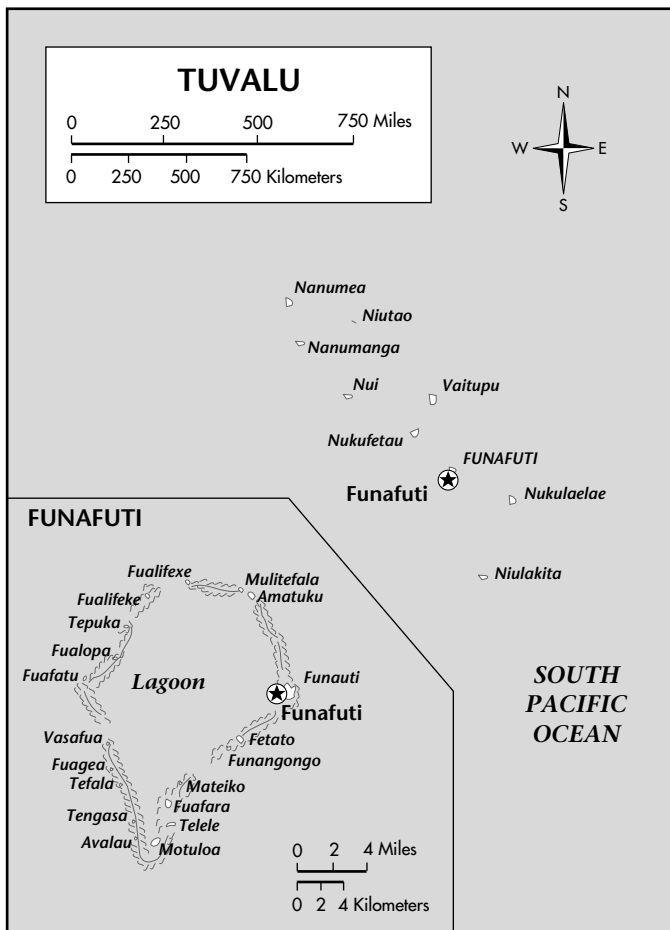 TUVALU
0 250 500 750 Miles
0 250 500 750 Kilometers
N
W E
S
Nanumea
Niutao
Nanumanga
Nui
Vaitupu
Nukufetau
FUNAFUTI
Funafuti
Nukulaelae
Niulakita
SOUTH
PACIFIC
OCEAN
FUNAFUTI
Fualifexe
Mulitefala
Fualifeke
Amatuku
Tepuka
Fualopa
Fuafatu
Lagoon
Funauti
Funafuti
Vasafua
Fetato
Funangongo
Fuagea
Tefala
Mateiko
Fuafara
Tengasa
Telele
Avalau
Motuloa
0 2 4 Miles
0 2 4 Kilometers